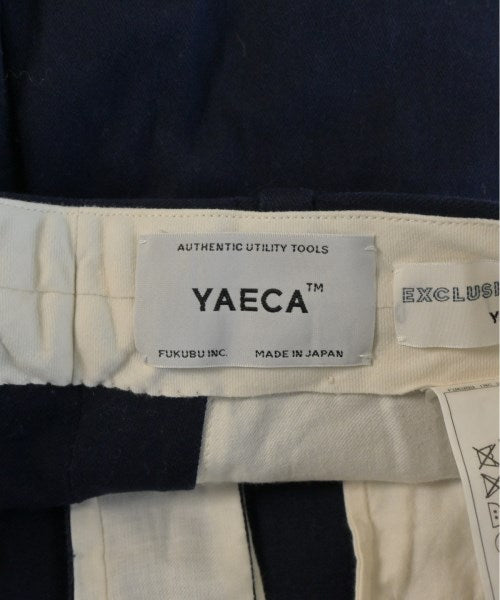 AUTHENTIC UTILITY TOOLS
YAECA™
FUKUBU INC. MADE IN JAPAN